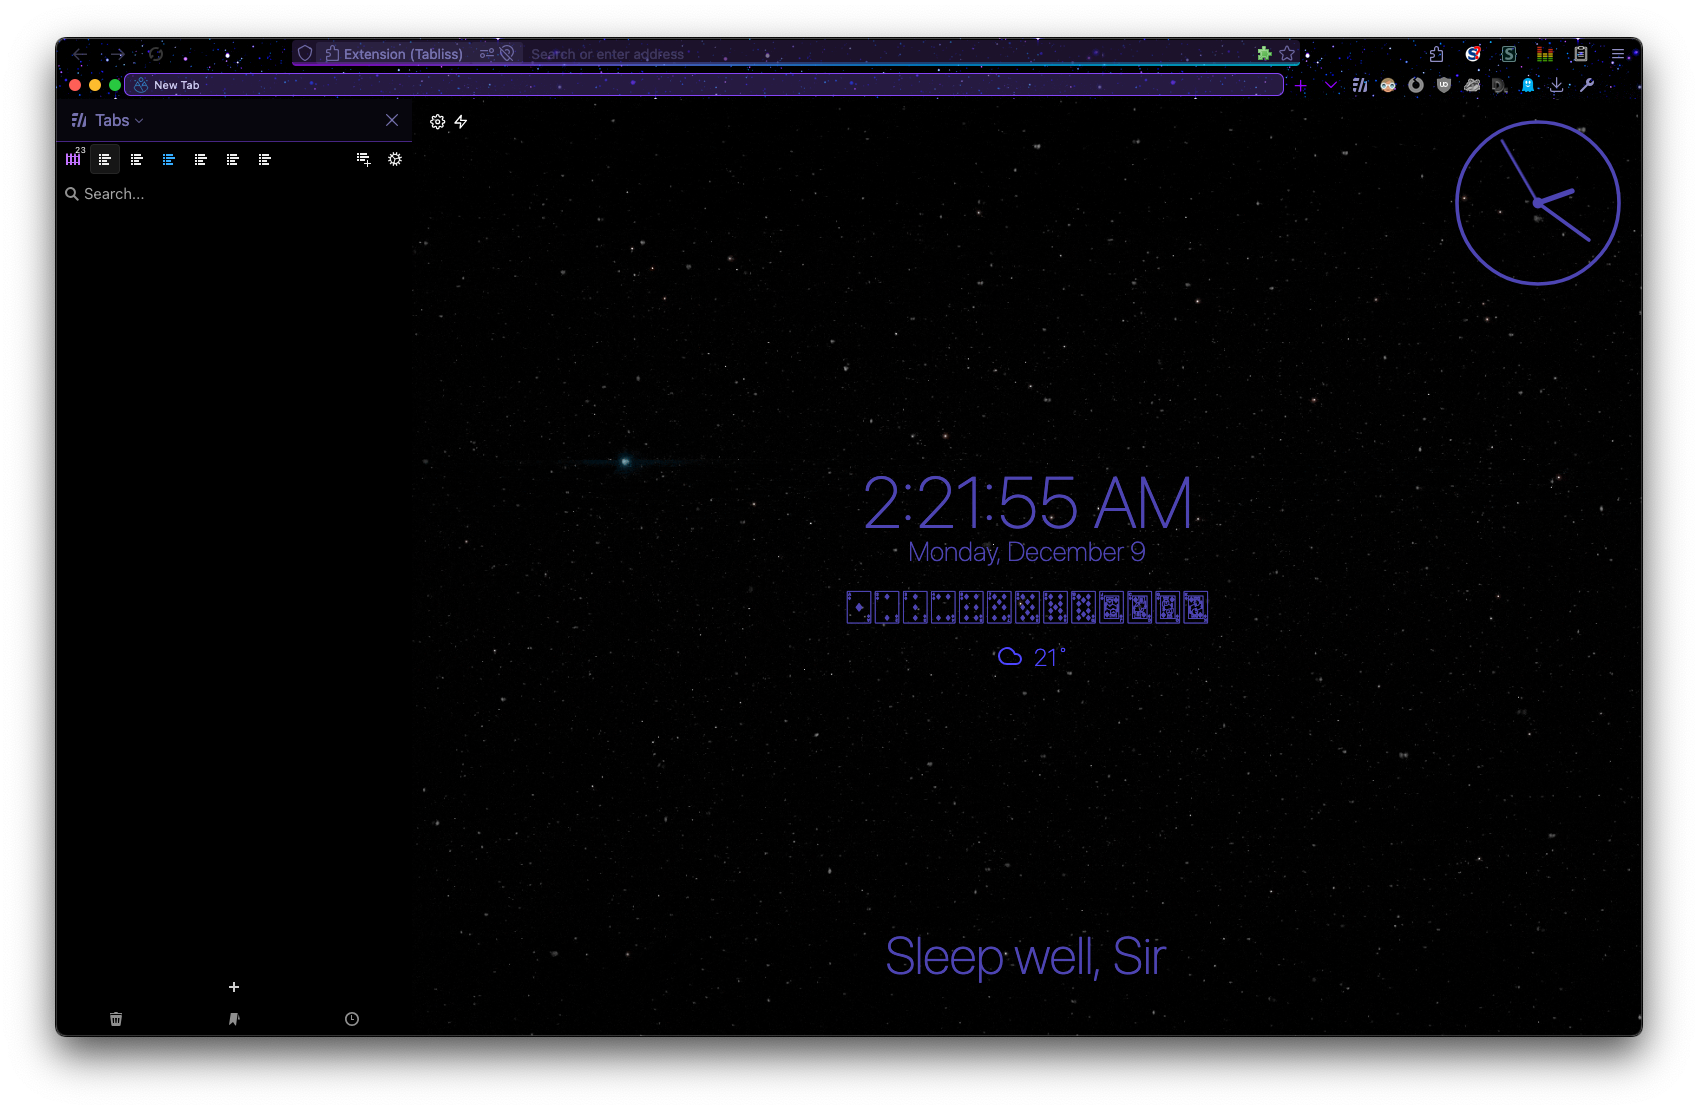 Extension (Tabliss)
Search or enter address
New Tab
Tabs
23
Search...
2:21:55 AM
Monday, December 9
21°
Sleep well, Sir